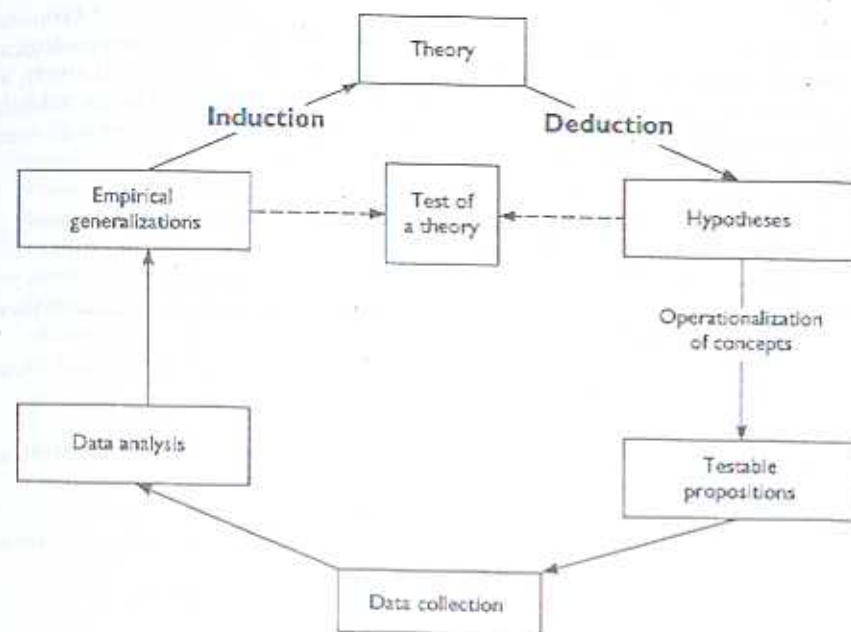 Theory
Induction
Deduction
Empirical
generalizations
Test of
a theory
Hypotheses
Operationalization
of concepts
Data analysis
Testable
propositions
Data collection